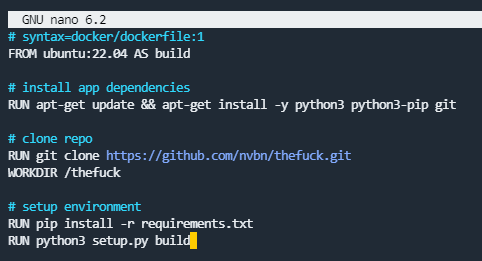 GNU nano 6.2
# syntax=docker/dockerfile:1
FROM ubuntu:22.04 AS build
# install app dependencies
RUN apt-get update && apt-get install -y python3 python-pip git
# clone repo
RUN git clone https://github.com/nvbn/thefuck.git
WORKDIR /thefuck
# setup environment
RUN pip install -r requirements.txt
RUN python3 setup.py build